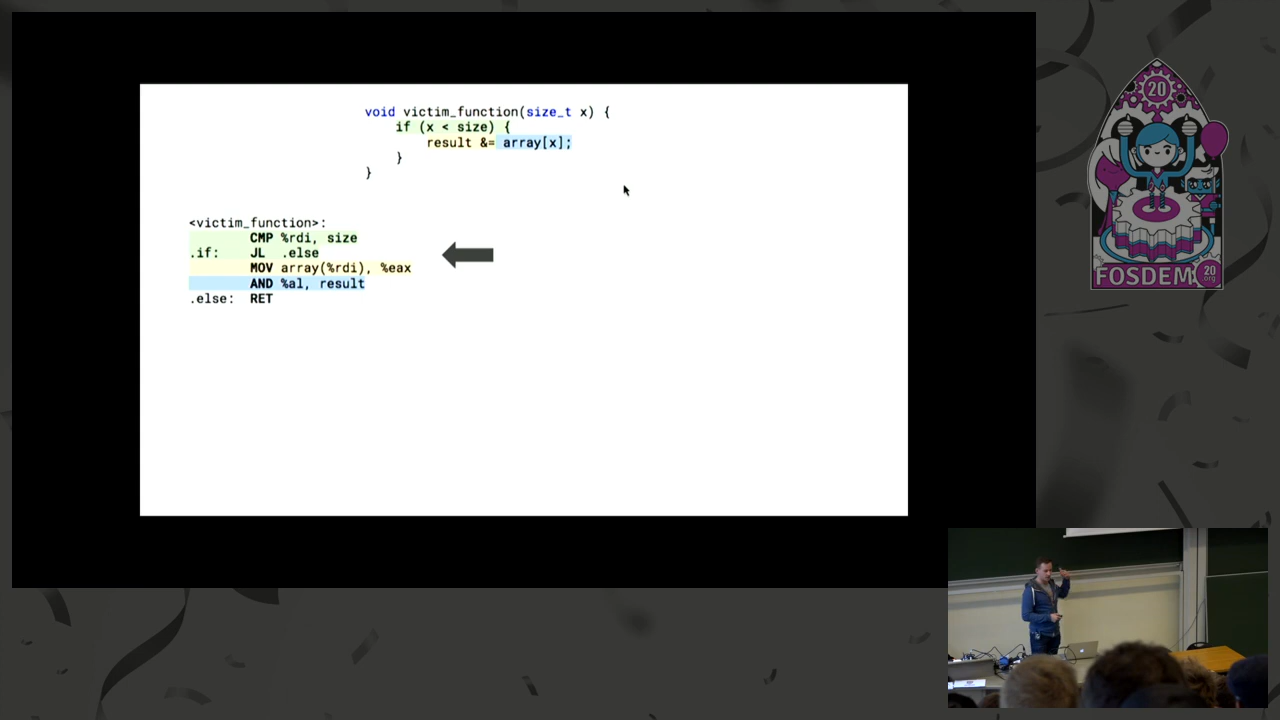 void victim_function(size_t x) {
if (x < size) {
result &= array[x];
}
}
<victim_function>:
CMP %rdi, size
.if: JL .else
MOV array(%rdi), %eax
AND %al, result
.else: RET
20
FOSDEM
20
.org